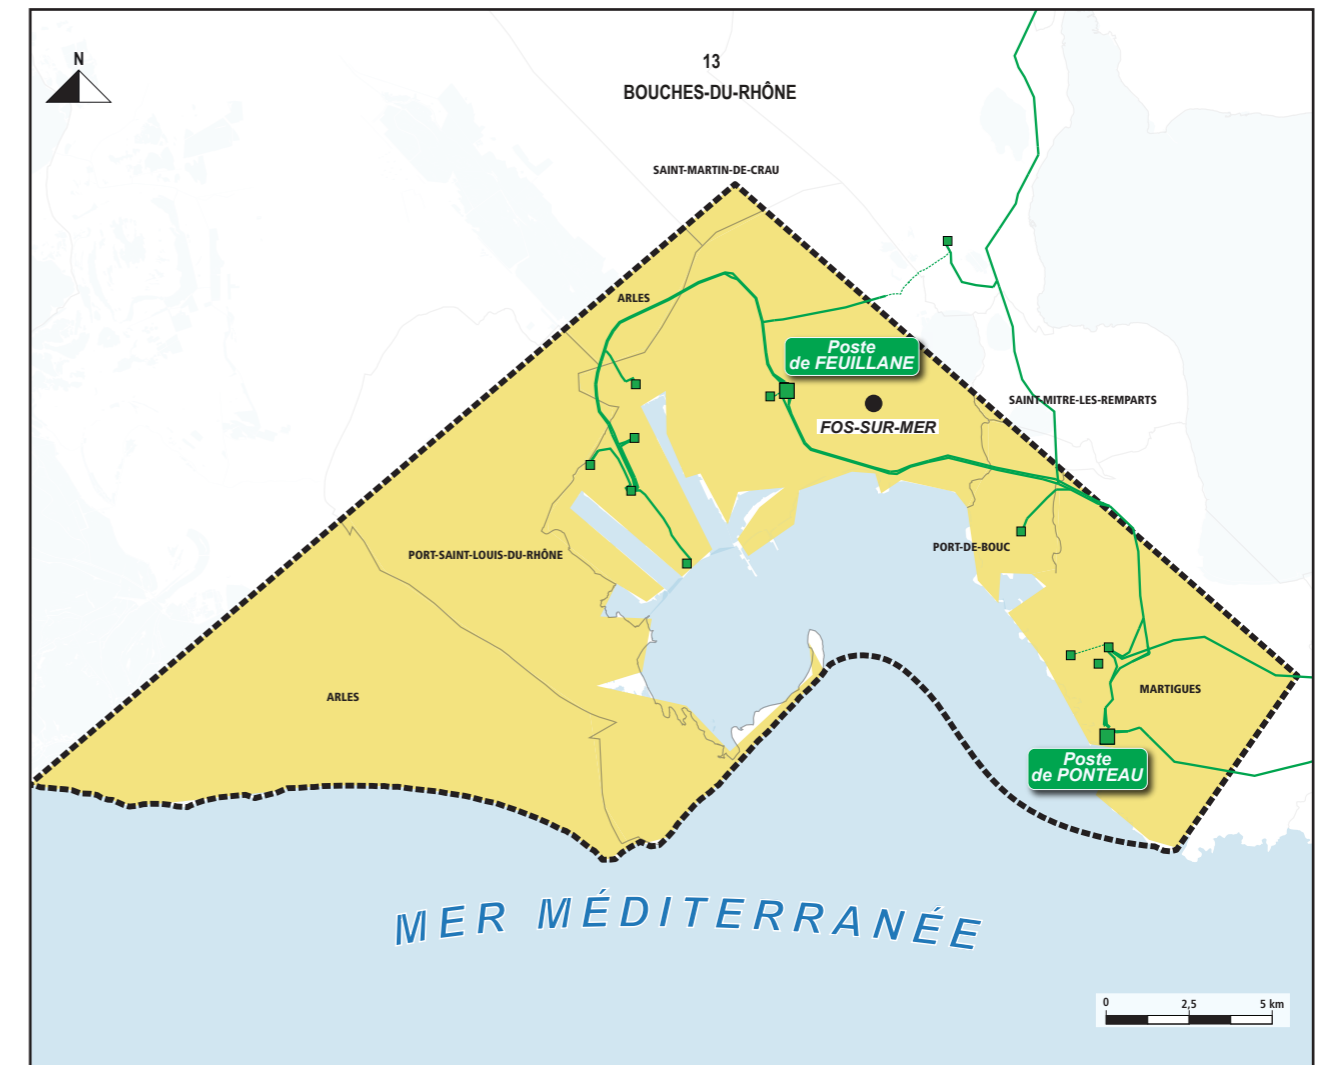 N
13
BOUCHES-DU-RHÔNE
SAINT-MARTIN-DE-CRAU
ARLES
Poste
de FEUILLANE
SAINT-MITRE-LES-REMPARTS
FOS-SUR-MER
PORT-SAINT-LOUIS-DU-RHÔNE
PORT-DE-BOUC
ARLES
MARTIGUES
Poste
de PONTEAU
MER MÉDITERRANÉE
0 2,5 5 km